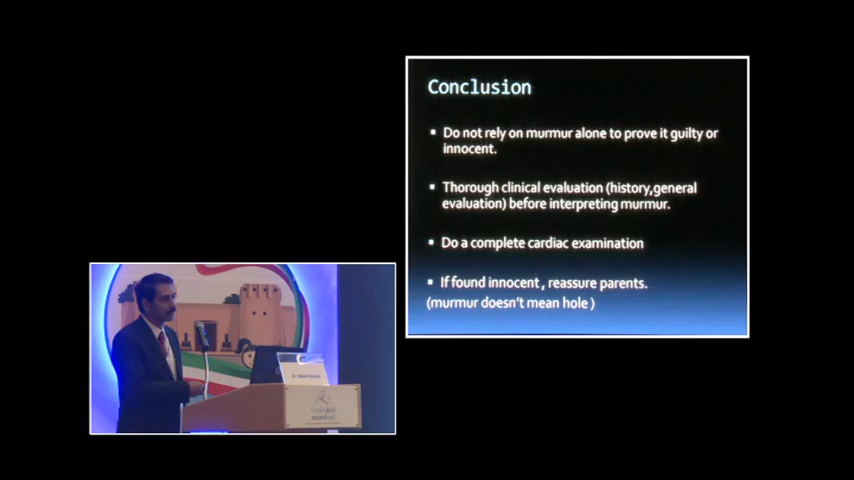 Conclusion
▪ Do not rely on murmur alone to prove it guilty or
innocent.
▪ Thorough clinical evaluation (history,general
evaluation) before interpreting murmur.
▪ Do a complete cardiac examination
▪ If found innocent , reassure parents.
(murmur doesn't mean hole )
Dr.